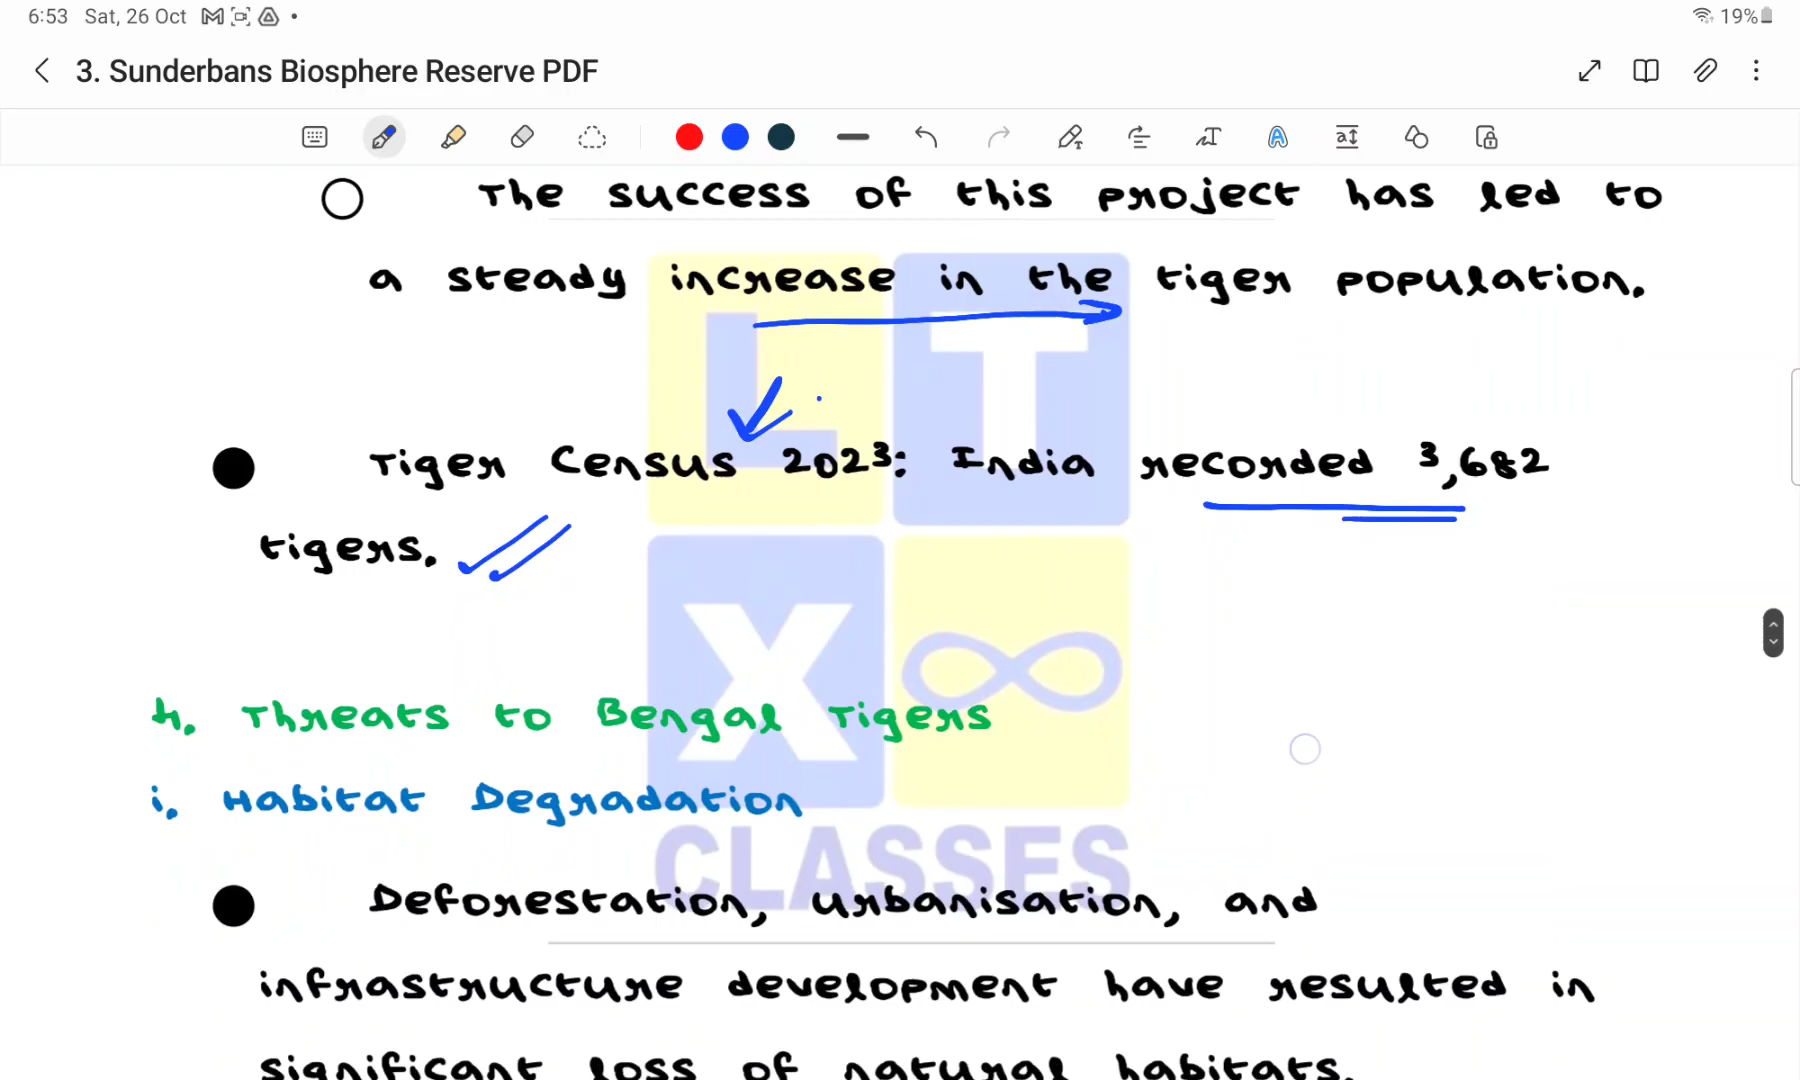 6:53 Sat, 26 Oct
19%
3. Sunderbans Biosphere Reserve PDF
The success of this project has led to
a steady increase in the tiger population.
Tiger Census 2023: India recorded 3,682
tigers.
4. Threats to Bengal Tigers
i. Habitat Degradation
Deforestation, urbanisation, and
infrastructure development have resulted in
significant loss of natural habitats.
L T
X ∞
CLASSES